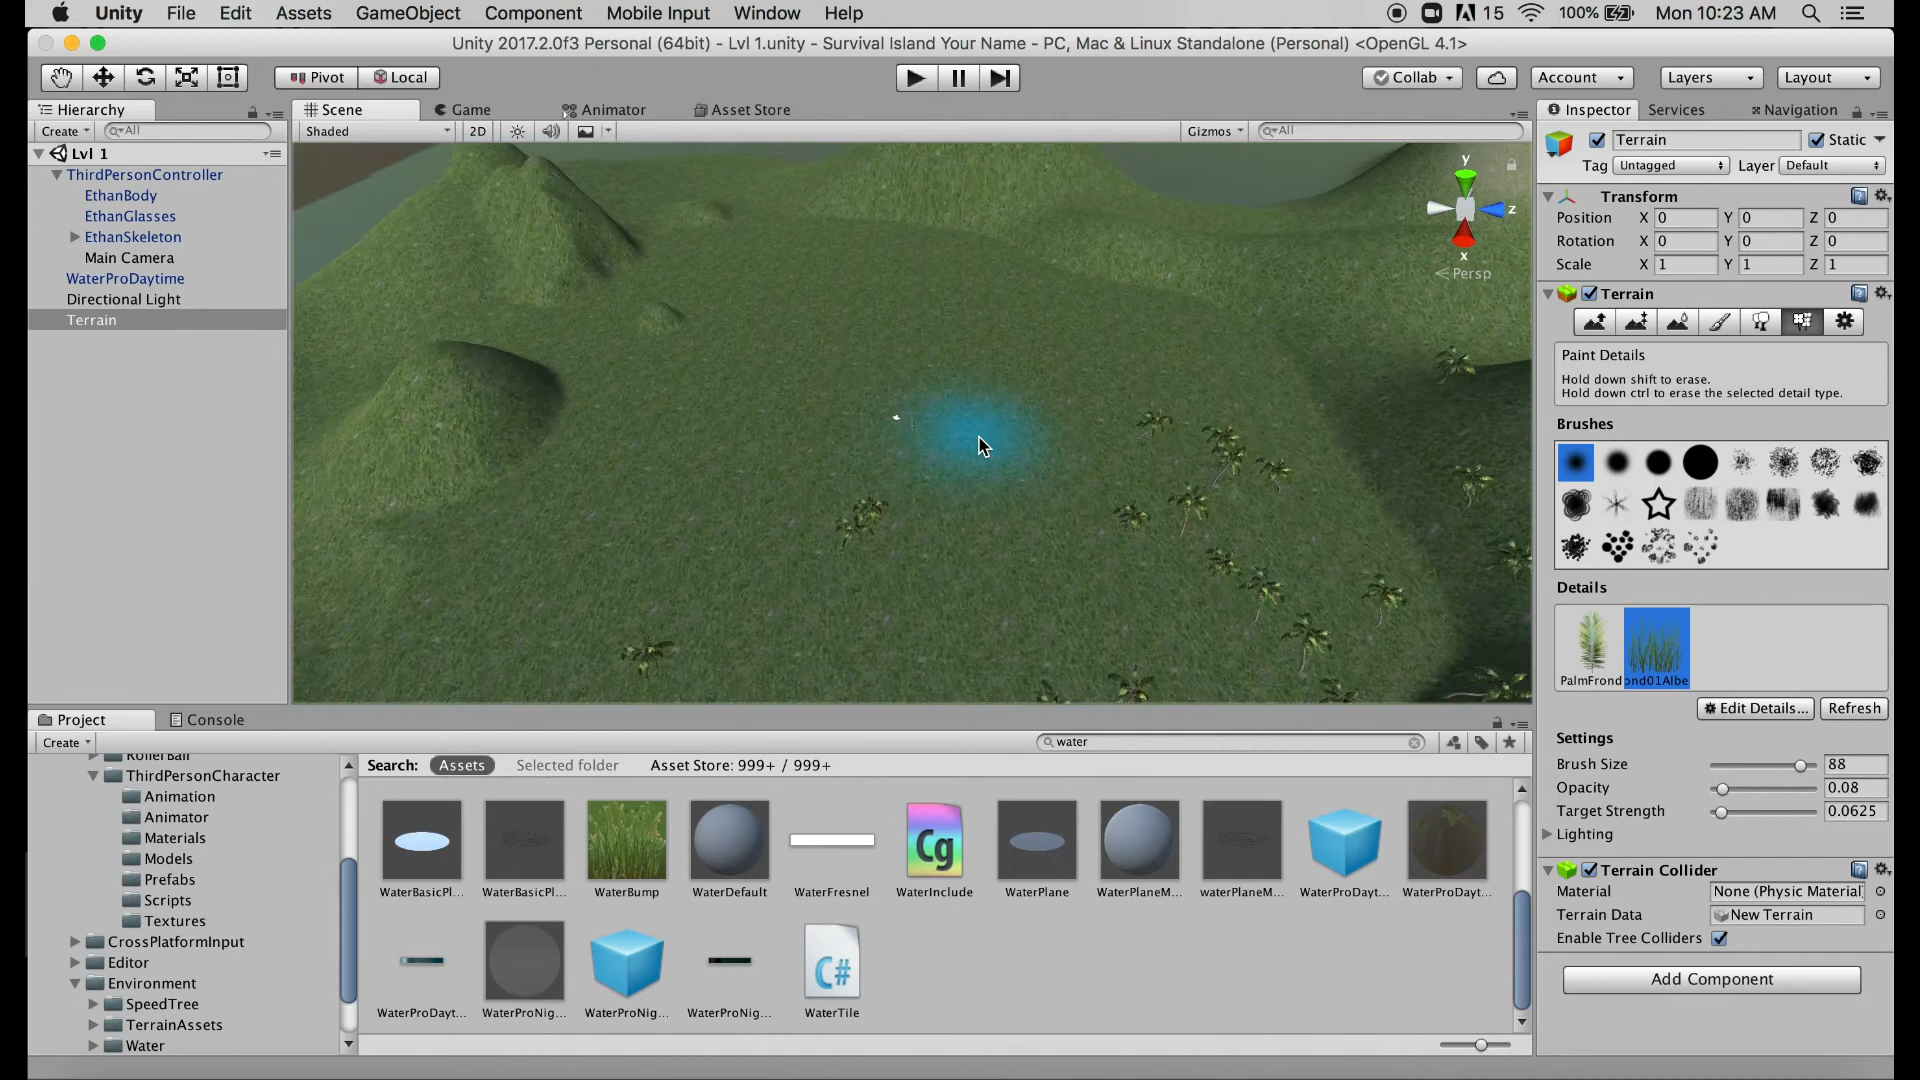 Unity File Edit Assets GameObject Component Mobile Input Window Help
15 100% Mon 10:23 AM
Unity 2017.2.0f3 Personal (64bit) - Lvl 1.unity - Survival Island Your Name - PC, Mac & Linux Standalone (Personal) <OpenGL 4.1>
Pivot Local Collab Account Layers Layout
Hierarchy
Create All
Lvl 1
ThirdPersonController
EthanBody
EthanGlasses
EthanSkeleton
Main Camera
WaterProDaytime
Directional Light
Terrain
Scene Game Animator Asset Store
Shaded 2D Gizmos All
y
z
x
Persp
Inspector Services Navigation
Terrain Static
Tag Untagged Layer Default
Transform
Position X 0 Y 0 Z 0
Rotation X 0 Y 0 Z 0
Scale X 1 Y 1 Z 1
Terrain
Paint Details
Hold down shift to erase.
Hold down ctrl to erase the selected detail type.
Brushes
Details
PalmFrond ond01Albe
Edit Details... Refresh
Settings
Brush Size 88
Opacity 0.08
Target Strength 0.0625
Lighting
Terrain Collider
Material None (Physic Material)
Terrain Data New Terrain
Enable Tree Colliders
Add Component
Project Console
Create water
RollerBall
ThirdPersonCharacter
Animation
Animator
Materials
Models
Prefabs
Scripts
Textures
CrossPlatformInput
Editor
Environment
SpeedTree
TerrainAssets
Water
Search: Assets Selected folder Asset Store: 999+ / 999+
WaterBasicPl... WaterBasicPl... WaterBump WaterDefault WaterFresnel WaterInclude WaterPlane WaterPlaneM... waterPlaneM... WaterProDayt... WaterProDayt...
Cg
WaterProDayt... WaterProNig... WaterProNig... WaterProNig... WaterTile
C#